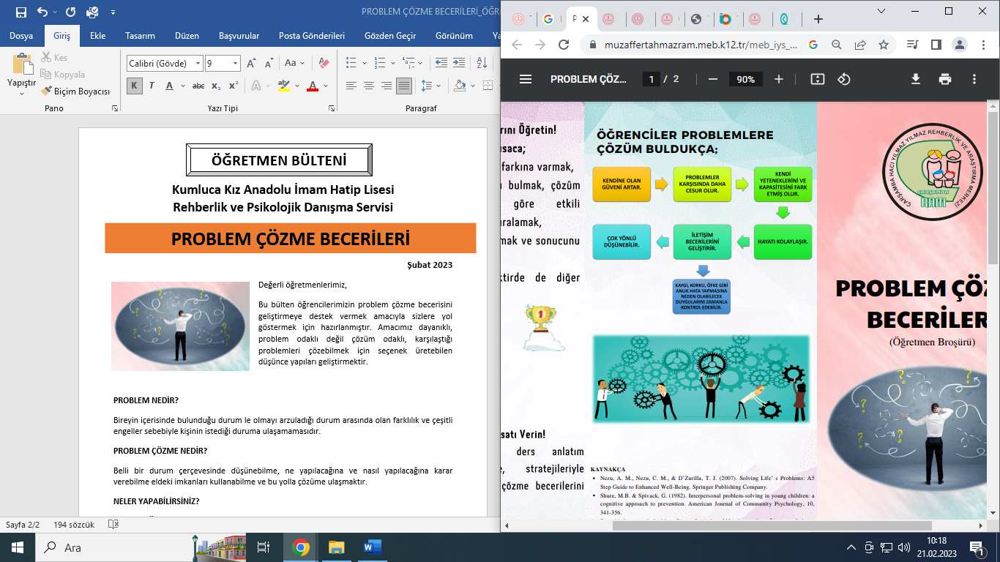 PROBLEM ÇÖZME BECERİLERİ_ÖĞRE
Dosya
Giriş
Ekle
Tasarım
Düzen
Başvurular
Posta Gönderileri
Gözden Geçir
Görünüm
Ya
Yapıştır
Kes
Kopyala
Biçim Boyacısı
Calibri (Gövde)
9
K T A abc x₂ x²
Aa
Pano
Yazı Tipi
Paragraf
ÖĞRETMEN BÜLTENİ
Kumluca Kız Anadolu İmam Hatip Lisesi
Rehberlik ve Psikolojik Danışma Servisi
PROBLEM ÇÖZME BECERİLERİ
Şubat 2023
Değerli öğretmenlerimiz,
Bu bülten öğrencilerimizin problem çözme becerisini
geliştirmeye destek vermek amacıyla sizlere yol
göstermek için hazırlanmıştır. Amacımız dayanıklı,
problem odaklı değil çözüm odaklı, karşılaştığı
problemleri çözebilmek için seçenek üretebilen
düşünce yapıları geliştirmektir.
PROBLEM NEDİR?
Bireyin içerisinde bulunduğu durum le olmayı arzuladığı durum arasında olan farklılık ve çeşitli
engeller sebebiyle kişinin istediği duruma ulaşamamasıdır.
PROBLEM ÇÖZME NEDİR?
Belli bir durum çerçevesinde düşünebilme, ne yapılacağına ve nasıl yapılacağına karar
verebilme eldeki imkanları kullanabilme ve bu yolla çözüme ulaşmaktır.
NELER YAPABİLİRSİNİZ?
Sayfa 2/2
194 sözcük
muzaffertahmazram.meb.k12.tr/meb_iys_...
PROBLEM ÇÖZ...
1 / 2
90%
arını Öğretin!
ısaca;
farkına varmak,
bulmak, çözüm
göre etkili
ıralamak,
mak ve sonucunu
ktirde de diğer
1
satı Verin!
ders anlatım
stratejileriyle
çözme becerilerini
ÖĞRENCİLER PROBLEMLERE
ÇÖZÜM BULDUKÇA;
KENDİNE OLAN
GÜVENİ ARTAR.
PROBLEMLER
KARŞISINDA DAHA
CESUR OLUR.
KENDİ
YETENEKLERİNİ VE
KAPASİTESİNİ FARK
ETMİŞ OLUR.
HAYATI KOLAYLAŞIR.
İLETİŞİM
BECERİLERİNİ
GELİŞTİRİR.
ÇOK YÖNLÜ
DÜŞÜNEBİLİR.
KAYGI, KORKU, ÖFKE GİBİ
ANLIK HATA YAPMASINA
NEDEN OLABİLECEK
DUYGULARINI ZAMANLA
KONTROL EDEBİLİR.
KAYNAKÇA
Nezu, A. M., Nezu, C. M., & D'Zurilla, T. J. (2007). Solving Life' s Problems: A5
Step Guide to Enhanced Well-Being. Springer Publishing Company.
Shure, M.B. & Spivack, G. (1982). Interpersonal problem-solving in young children: a
cognitive approach to prevention. American Journal of Community Psychology, 10,
341-356.
ÇARŞAMBA HACI YILMAZ YILMAZ REHBERLİK VE ARAŞTIRMA MERKEZİ
ÇARŞAMBA
RAM
PROBLEM ÇÖZ
BECERİLER
(Öğretmen Broşürü)
Ara
10:18
21.02.2023
1